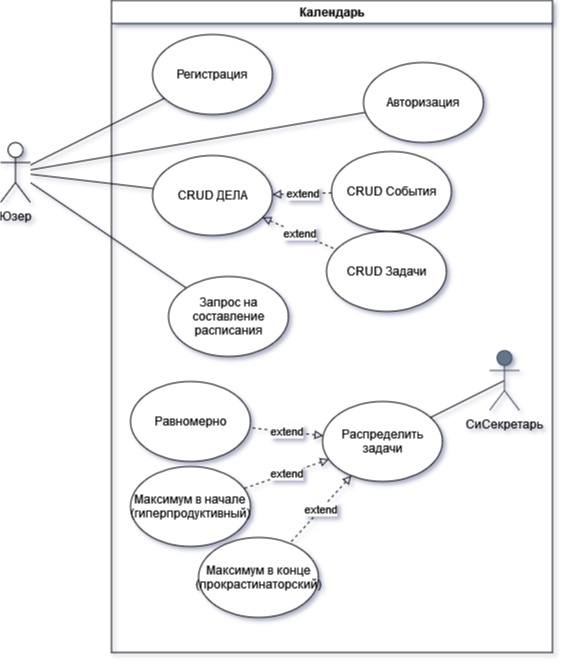 Календарь
Регистрация
Авторизация
Юзер
CRUD ДЕЛА
extend
CRUD События
extend
CRUD Задачи
Запрос на
составление
расписания
СиСекретарь
Равномерно
extend
Распределить
задачи
extend
Максимум в начале
(гиперпродуктивный)
extend
Максимум в конце
(прокрастинаторский)